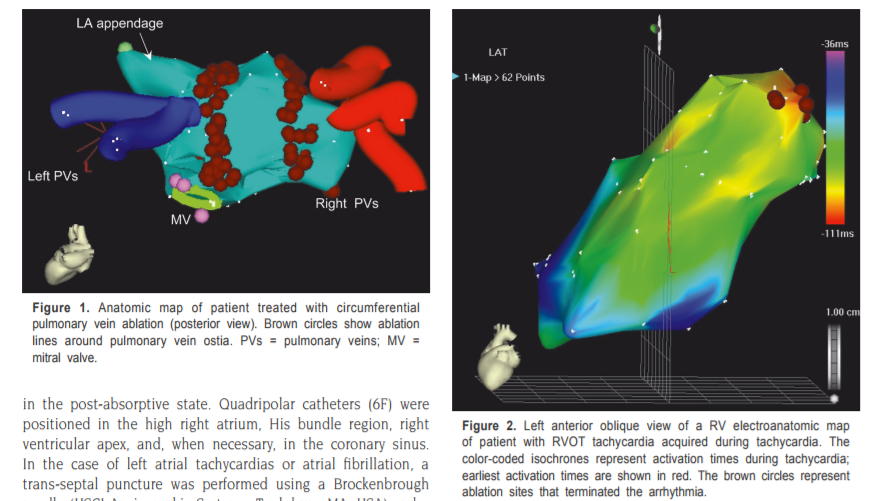 LA appendage
Left PVs
MV
Right PVs
Figure 1. Anatomic map of patient treated with circumferential
pulmonary vein ablation (posterior view). Brown circles show ablation
lines around pulmonary vein ostia. PVs = pulmonary veins; MV =
mitral valve.
in the post-absorptive state. Quadripolar catheters (6F) were
positioned in the high right atrium, His bundle region, right
ventricular apex, and, when necessary, in the coronary sinus.
In the case of left atrial tachycardias or atrial fibrillation, a
trans-septal puncture was performed using a Brockenbrough
LAT
1-Map > 62 Points
-36ms
-111ms
1.00 cm
Figure 2. Left anterior oblique view of a RV electroanatomic map
of patient with RVOT tachycardia acquired during tachycardia. The
color-coded isochrones represent activation times during tachycardia;
earliest activation times are shown in red. The brown circles represent
ablation sites that terminated the arrhythmia.